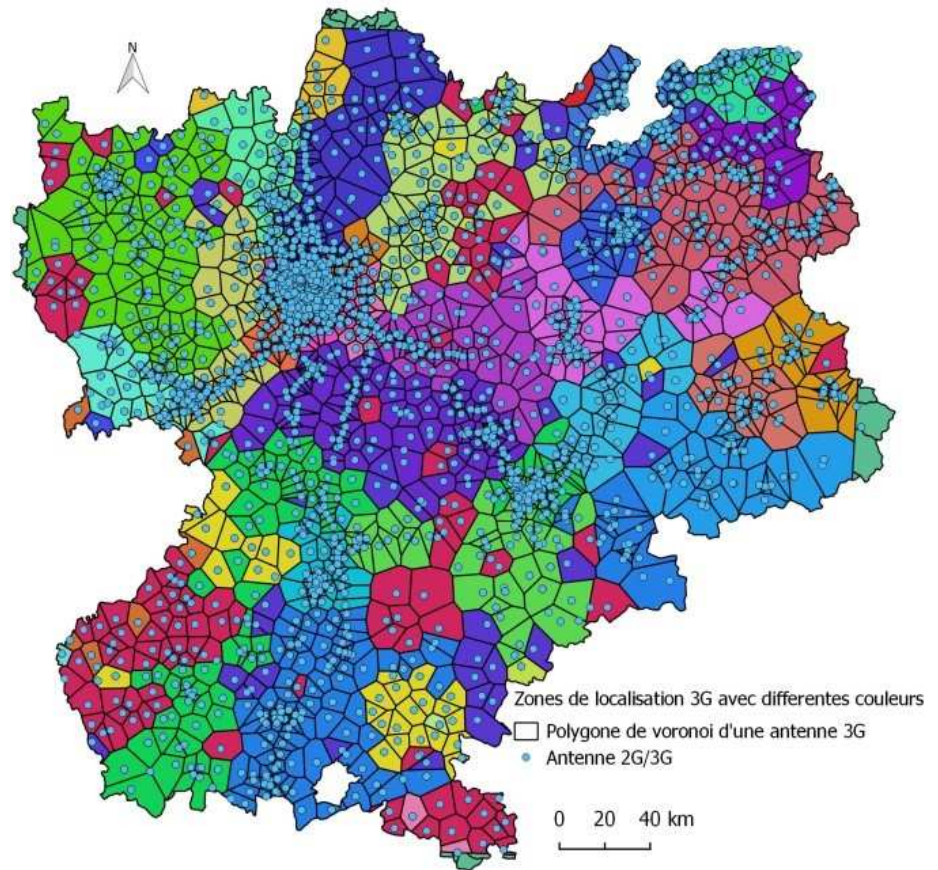 N
Zones de localisation 3G avec differentes couleurs
Polygone de voronoi d'une antenne 3G
Antenne 2G/3G
0 20 40 km